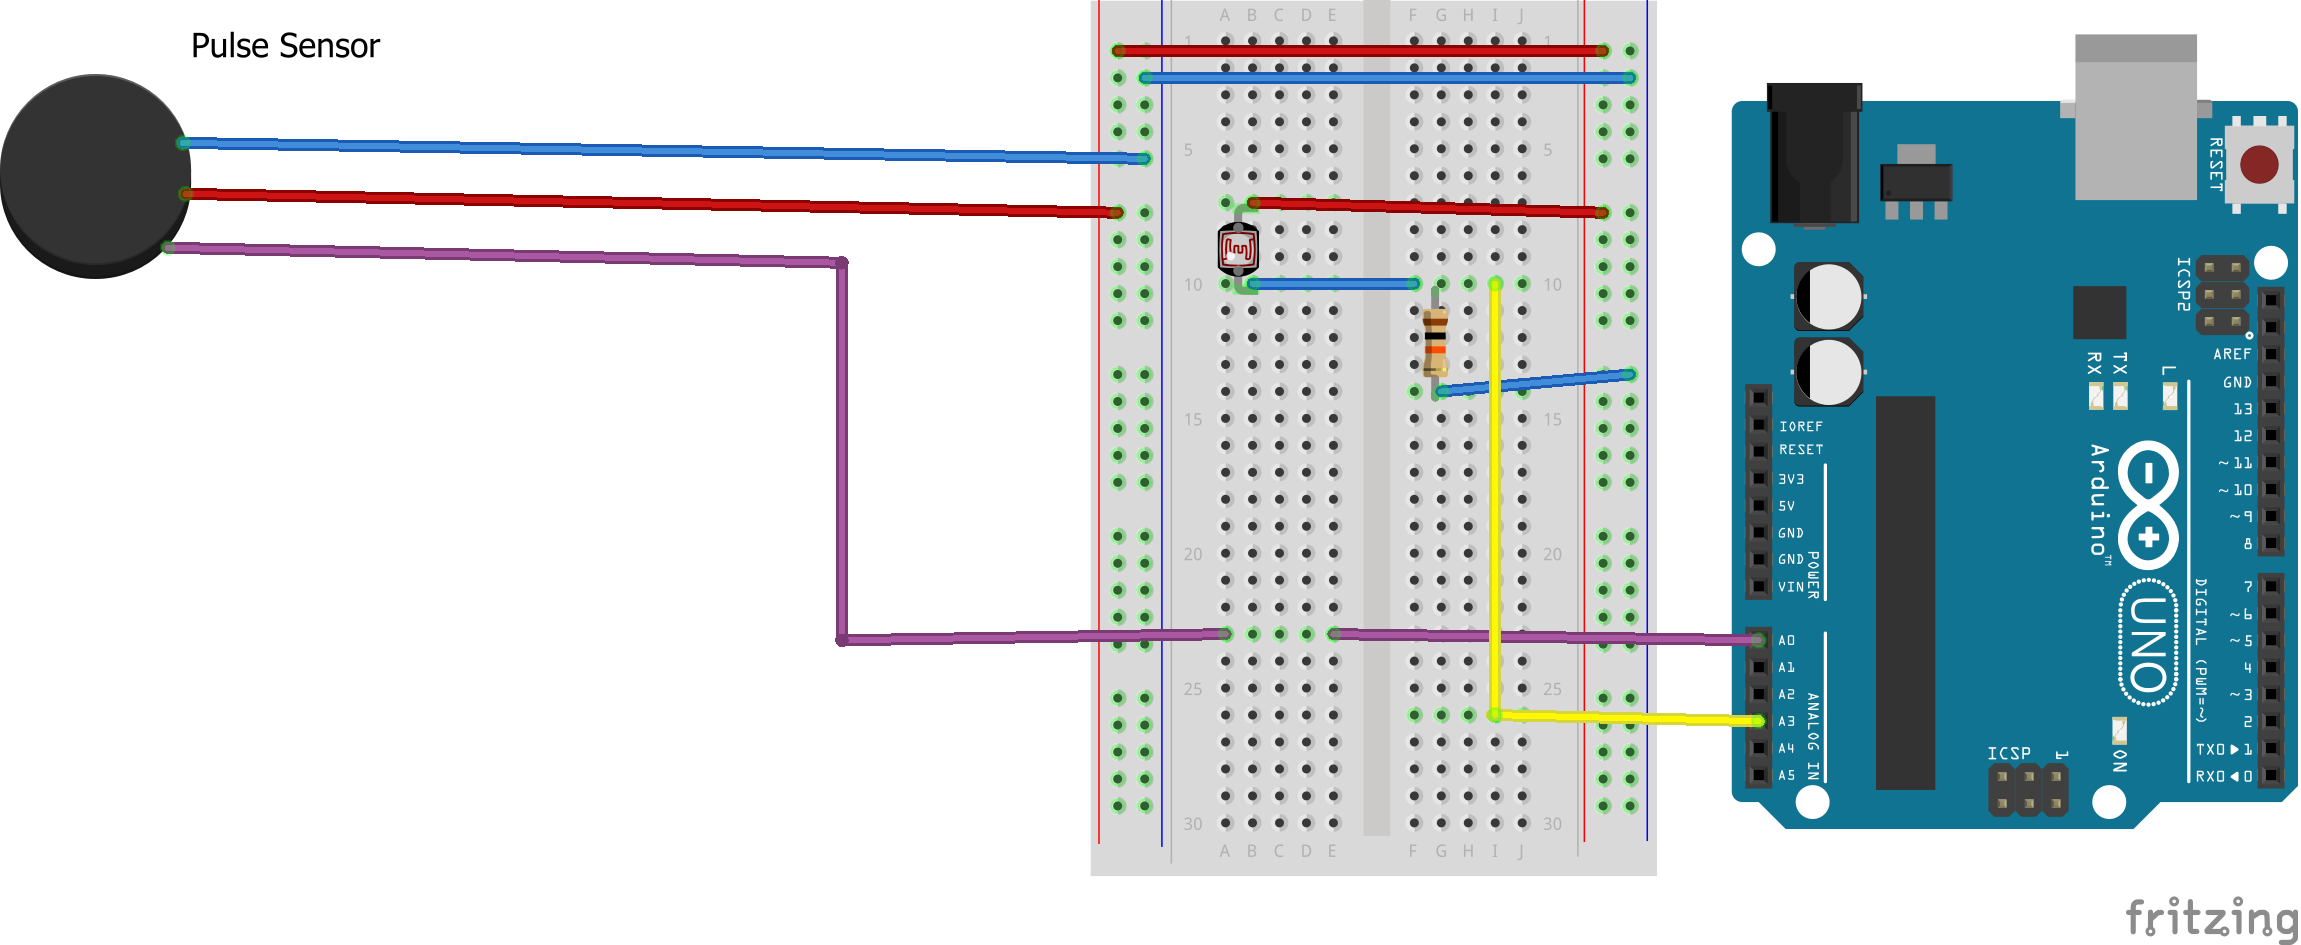 Pulse Sensor
A B C D E F G H I J
1 1
5 5
10 10
15 15
20 20
25 25
30 30
A B C D E F G H I J
RESET
ICSP2
AREF
GND
13
12
~11
~10
~9
8
7
~6
~5
4
~3
2
TX0▶1
RX0◀0
RX
TX
L
IOREF
RESET
3V3
5V
GND
GND
VIN
POWER
A0
A1
A2
A3
A4
A5
ANALOG IN
Arduino™
UNO
DIGITAL (PWM=~)
ICSP
1
ON
fritzing